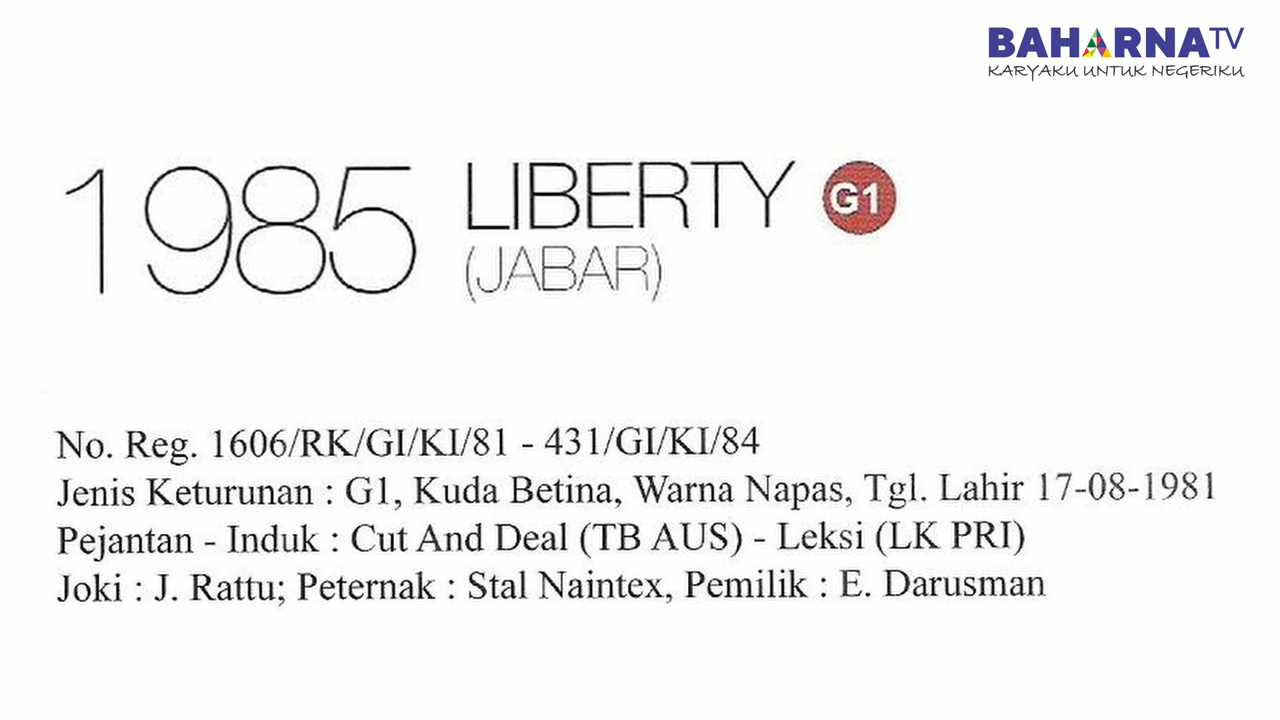 BAHARNATV
KARYAKU UNTUK NEGERIKU
1985 LIBERTY G1
(JABAR)
No. Reg. 1606/RK/GI/KI/81 - 431/GI/KI/84
Jenis Keturunan : G1, Kuda Betina, Warna Napas, Tgl. Lahir 17-08-1981
Pejantan - Induk : Cut And Deal (TB AUS) - Leksi (LK PRI)
Joki : J. Rattu; Peternak : Stal Naintex, Pemilik : E. Darusman